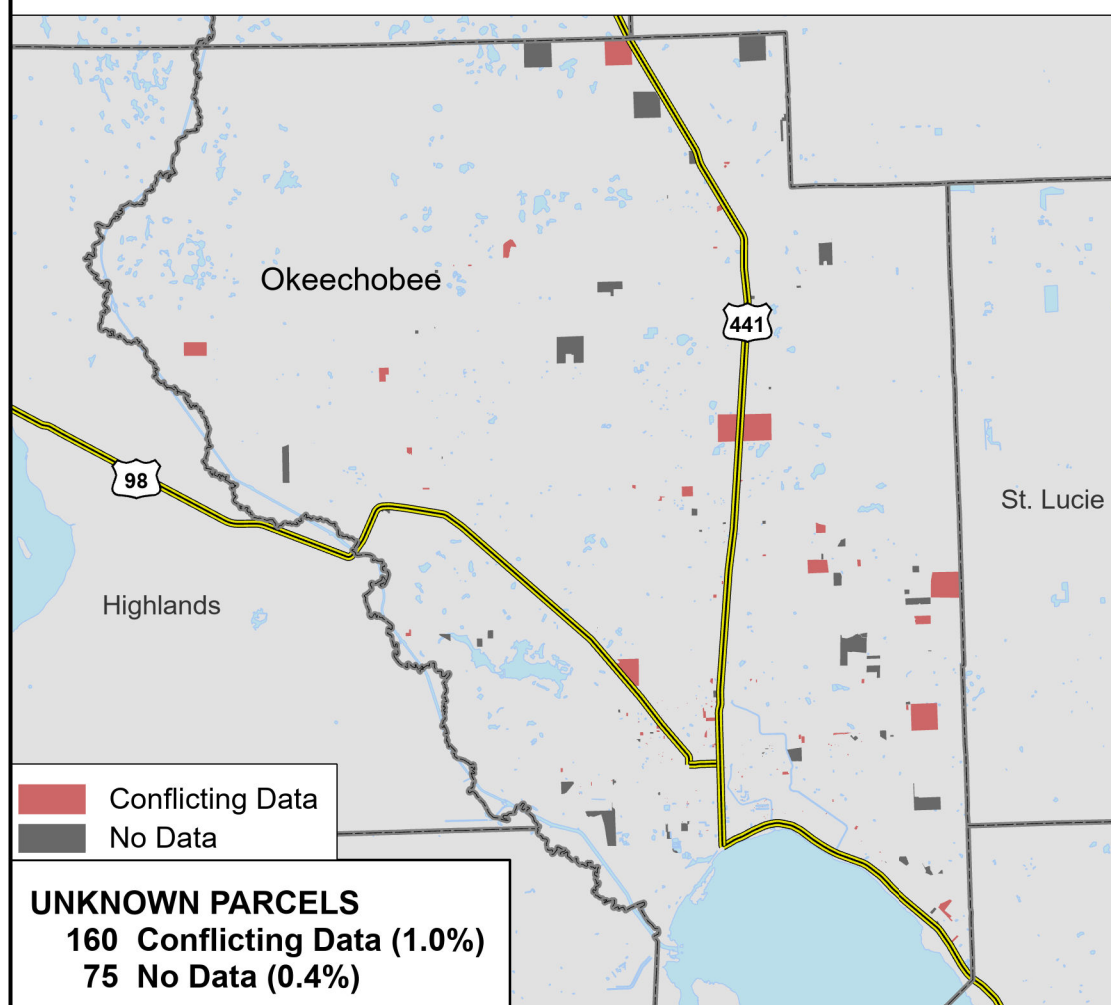 Okeechobee
441
98
St. Lucie
Highlands
Conflicting Data
No Data
UNKNOWN PARCELS
160 Conflicting Data (1.0%)
75 No Data (0.4%)